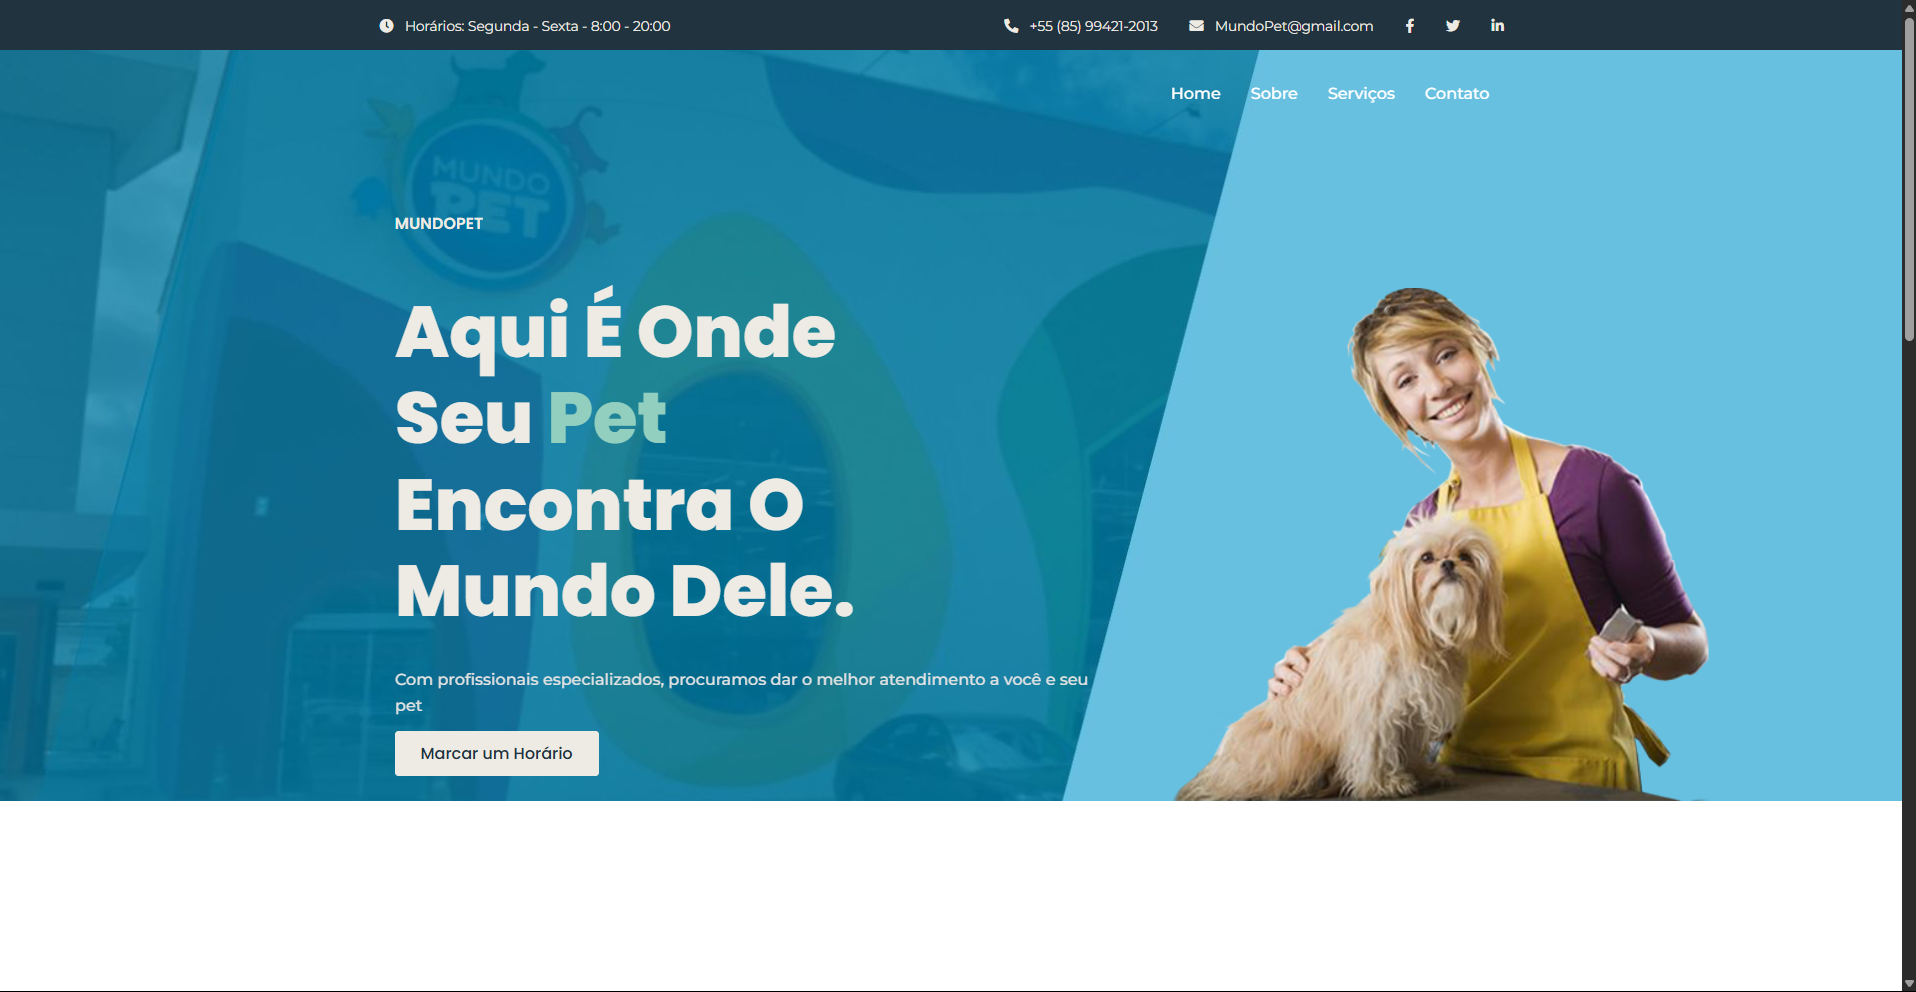 Horários: Segunda - Sexta - 8:00 - 20:00
+55 (85) 99421-2013
MundoPet@gmail.com
Home
Sobre
Serviços
Contato
MUNDO
PET
MUNDOPET
Aqui É Onde
Seu Pet
Encontra O
Mundo Dele.
Com profissionais especializados, procuramos dar o melhor atendimento a você e seu
pet
Marcar um Horário